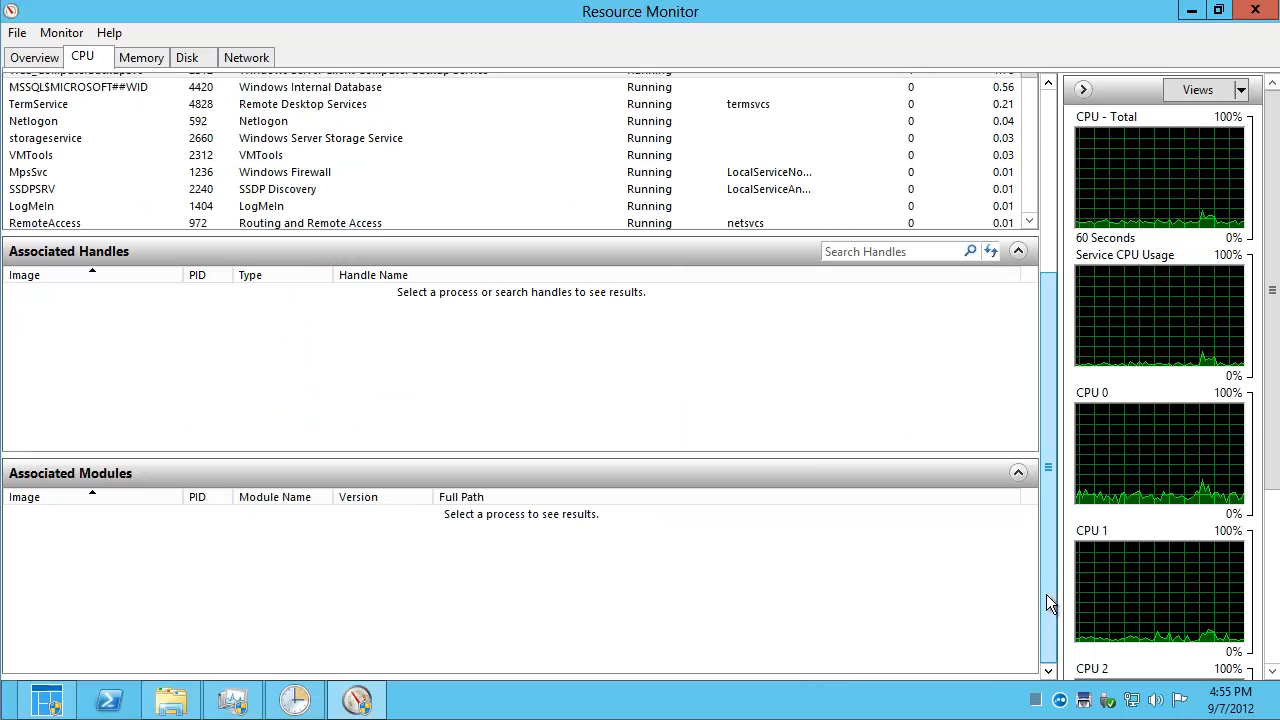 Resource Monitor
File Monitor Help
Overview CPU Memory Disk Network
MSSQL$MICROSOFT##WID 4420 Windows Internal Database Running 0 0.56
TermService 4828 Remote Desktop Services Running termsvcs 0 0.21
Netlogon 592 Netlogon Running 0 0.04
storageservice 2660 Windows Server Storage Service Running 0 0.03
VMTools 2312 VMTools Running 0 0.03
MpsSvc 1236 Windows Firewall Running LocalServiceNo... 0 0.01
SSDPSRV 2240 SSDP Discovery Running LocalServiceAn... 0 0.01
LogMeIn 1404 LogMeIn Running 0 0.01
RemoteAccess 972 Routing and Remote Access Running netsvcs 0 0.01
Associated Handles Search Handles
Image PID Type Handle Name
Select a process or search handles to see results.
Associated Modules
Image PID Module Name Version Full Path
Select a process to see results.
Views
CPU - Total 100%
60 Seconds 0%
Service CPU Usage 100%
0%
CPU 0 100%
0%
CPU 1 100%
0%
CPU 2 100%
4:55 PM
9/7/2012